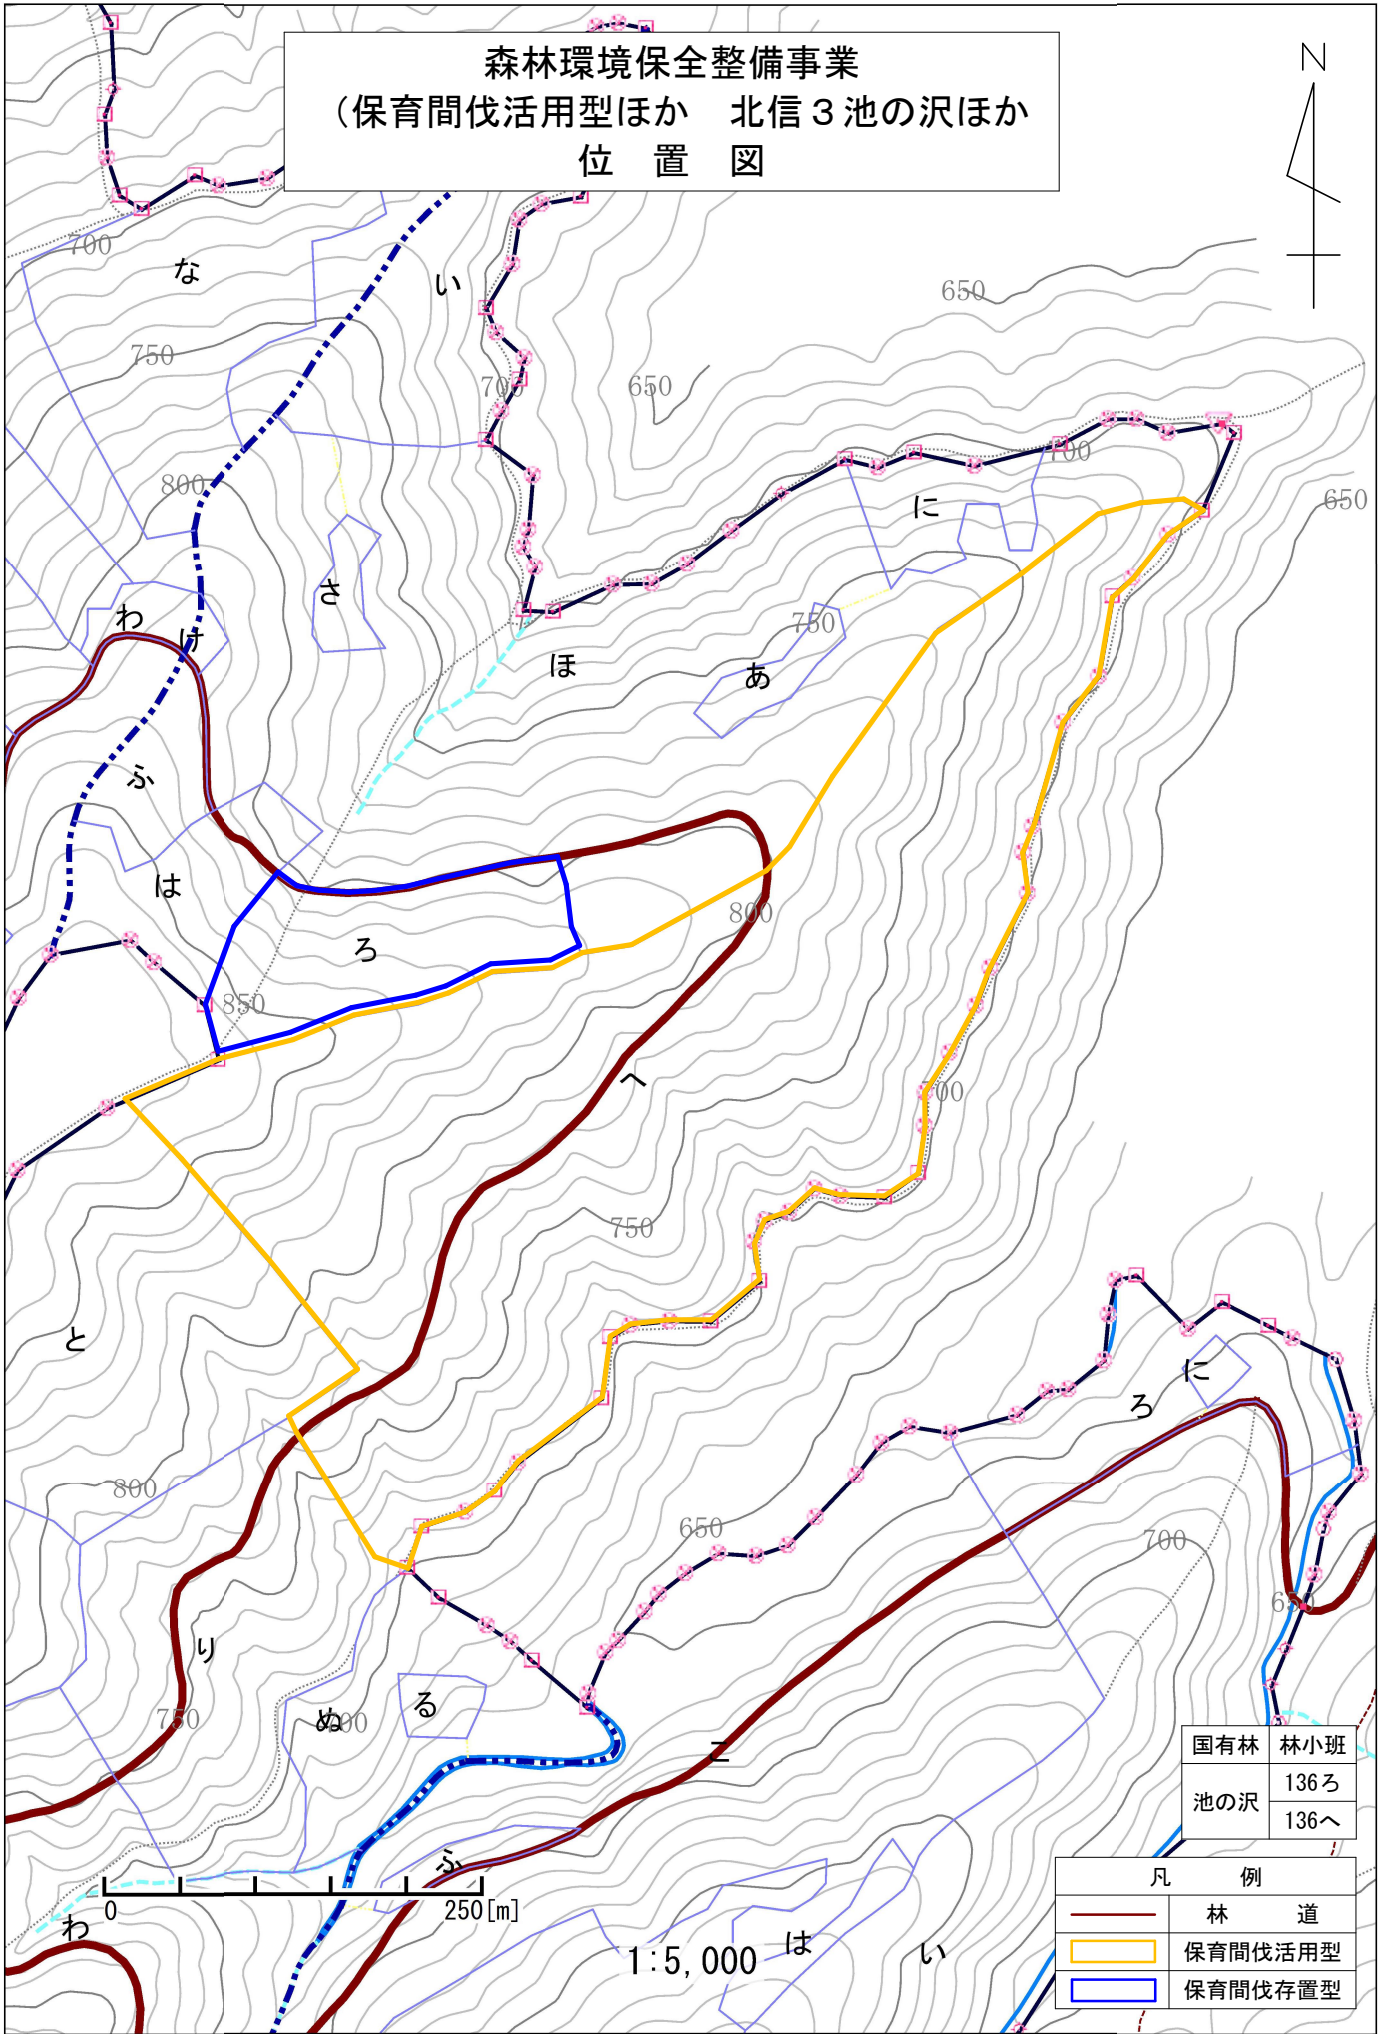 森林環境保全整備事業
（保育間伐活用型ほか　北信３池の沢ほか
位　置　図
N
700
な
い
650
750
700
650
700
800
に
650
さ
わ
け
750
ほ
あ
ふ
は
800
ろ
850
へ
700
750
と
に
ろ
800
650
700
650
り
750
ぬ
700
る
こ
国有林　林小班
池の沢
136ろ
136へ
ふ
凡　例
0
250[m]
林　道
わ
1:5,000
は
い
保育間伐活用型
保育間伐存置型